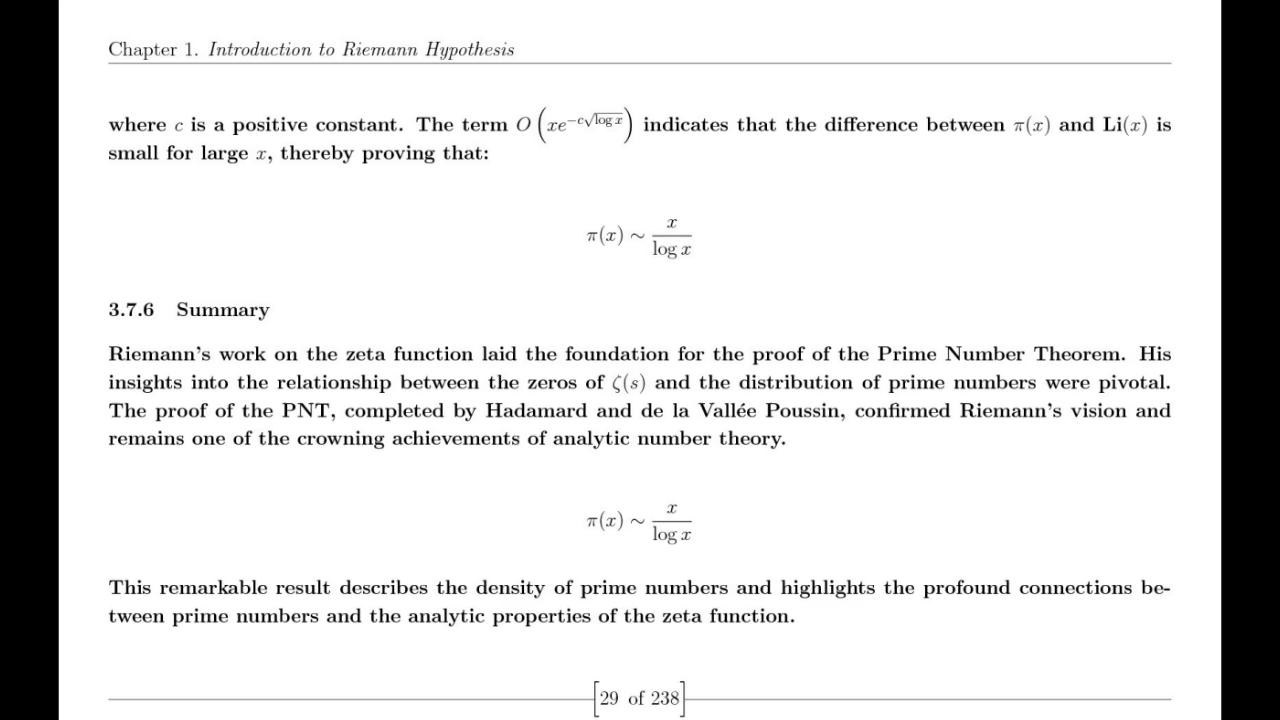 Chapter 1. Introduction to Riemann Hypothesis
where c is a positive constant. The term O(xe^{-c√log x}) indicates that the difference between π(x) and Li(x) is
small for large x, thereby proving that:
π(x) ∼ x / log x
3.7.6 Summary
Riemann's work on the zeta function laid the foundation for the proof of the Prime Number Theorem. His
insights into the relationship between the zeros of ζ(s) and the distribution of prime numbers were pivotal.
The proof of the PNT, completed by Hadamard and de la Vallée Poussin, confirmed Riemann's vision and
remains one of the crowning achievements of analytic number theory.
π(x) ∼ x / log x
This remarkable result describes the density of prime numbers and highlights the profound connections be-
tween prime numbers and the analytic properties of the zeta function.
[29 of 238]